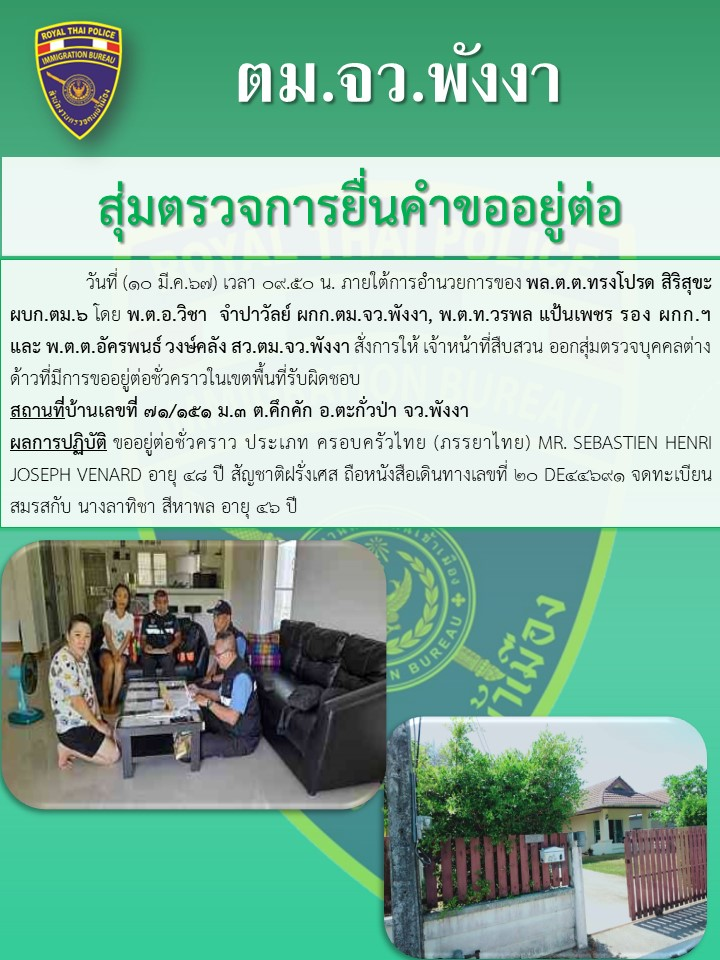 ROYAL THAI POLICE
IMMIGRATION BUREAU
สำนักงานตรวจคนเข้าเมือง
ตม.จว.พังงา
สุ่มตรวจการยื่นคำขออยู่ต่อ
วันที่ (๑๐ มี.ค.๖๗) เวลา ๐๙.๕๐ น. ภายใต้การอำนวยการของ พล.ต.ต.ทรงโปรด สิริสุขะ
ผบก.ตม.๖ โดย พ.ต.อ.วิชา จำปาวัลย์ ผกก.ตม.จว.พังงา, พ.ต.ท.วรพล แป้นเพชร รอง ผกก.ฯ
และ พ.ต.ต.อัครพนธ์ วงษ์คลัง สว.ตม.จว.พังงา สั่งการให้ เจ้าหน้าที่สืบสวน ออกสุ่มตรวจบุคคลต่าง
ด้าวที่มีการขออยู่ต่อชั่วคราวในเขตพื้นที่รับผิดชอบ
สถานที่บ้านเลขที่ ๗๑/๑๕๑ ม.๓ ต.คึกคัก อ.ตะกั่วป่า จว.พังงา
ผลการปฏิบัติ ขออยู่ต่อชั่วคราว ประเภท ครอบครัวไทย (ภรรยาไทย) MR. SEBASTIEN HENRI
JOSEPH VENARD อายุ ๔๘ ปี สัญชาติฝรั่งเศส ถือหนังสือเดินทางเลขที่ ๒๐ DE๔๔๖๙๑ จดทะเบียน
สมรสกับ นางลาทิชา สีหาพล อายุ ๔๖ ปี